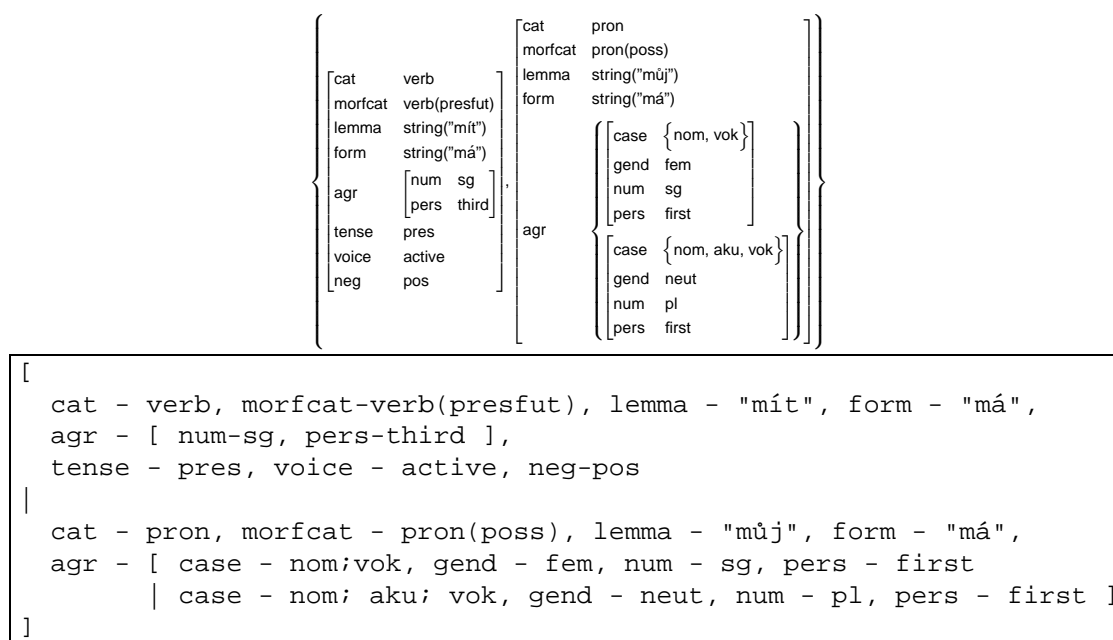 cat verb
morfcat verb(presfut)
lemma string("mít")
form string("má")
agr [num sg
pers third]
tense pres
voice active
neg pos
,
cat pron
morfcat pron(poss)
lemma string("můj")
form string("má")
agr
case {nom, vok}
gend fem
num sg
pers first
case {nom, aku, vok}
gend neut
num pl
pers first
[
cat - verb, morfcat-verb(presfut), lemma - "mít", form - "má",
agr - [ num-sg, pers-third ],
tense - pres, voice - active, neg-pos
|
cat - pron, morfcat - pron(poss), lemma - "můj", form - "má",
agr - [ case - nom;vok, gend - fem, num - sg, pers - first
| case - nom; aku; vok, gend - neut, num - pl, pers - first ]
]